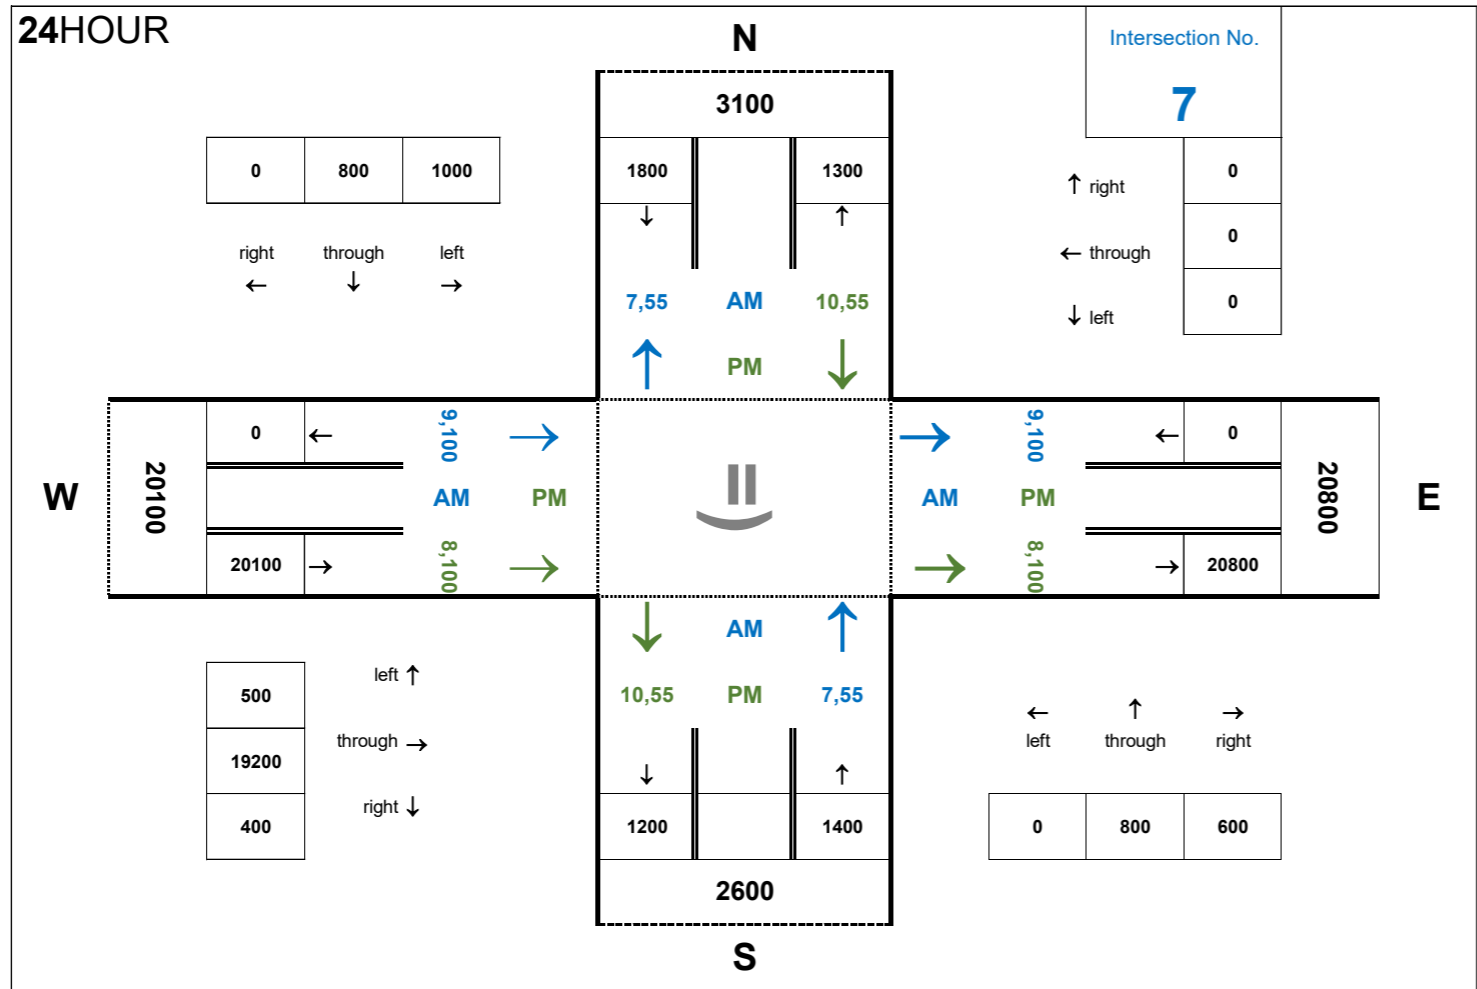 24HOUR
N
Intersection No.
7
3100
0 800 1000
1800 1300
↓ ↑
↑ right 0
← through 0
↓ left 0
right through left
← ↓ →
7,55 AM 10,55
↑ PM ↓
W
20100
0 ←
9,100 →
AM PM
20100 →
8,100 →
=)
→ 9,100
AM PM
→ 8,100
← 0
→ 20800
20800
E
↓ AM ↑
10,55 PM 7,55
↓ ↑
1200 1400
2600
S
500 left ↑
19200 through →
400 right ↓
← ↑ →
left through right
0 800 600